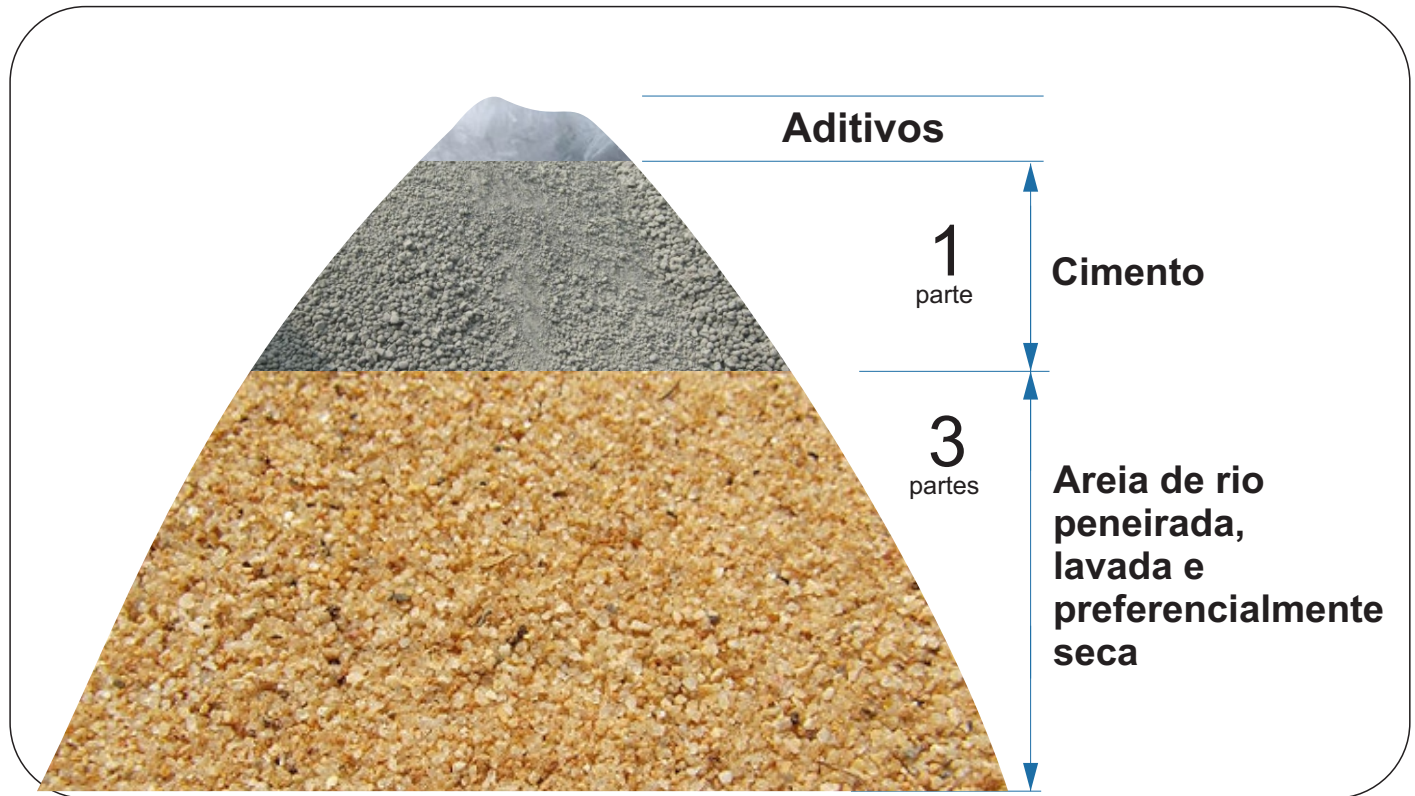 Aditivos
1
parte
Cimento
3
partes
Areia de rio
peneirada,
lavada e
preferencialmente
seca